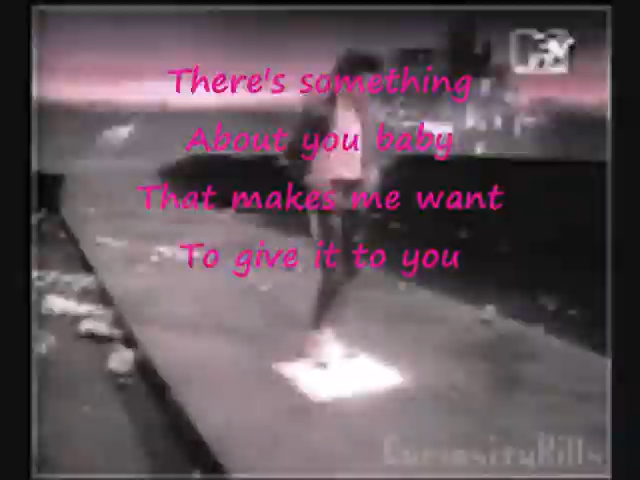 There's something
About you baby
That makes me want
To give it to you
CuriosityKills